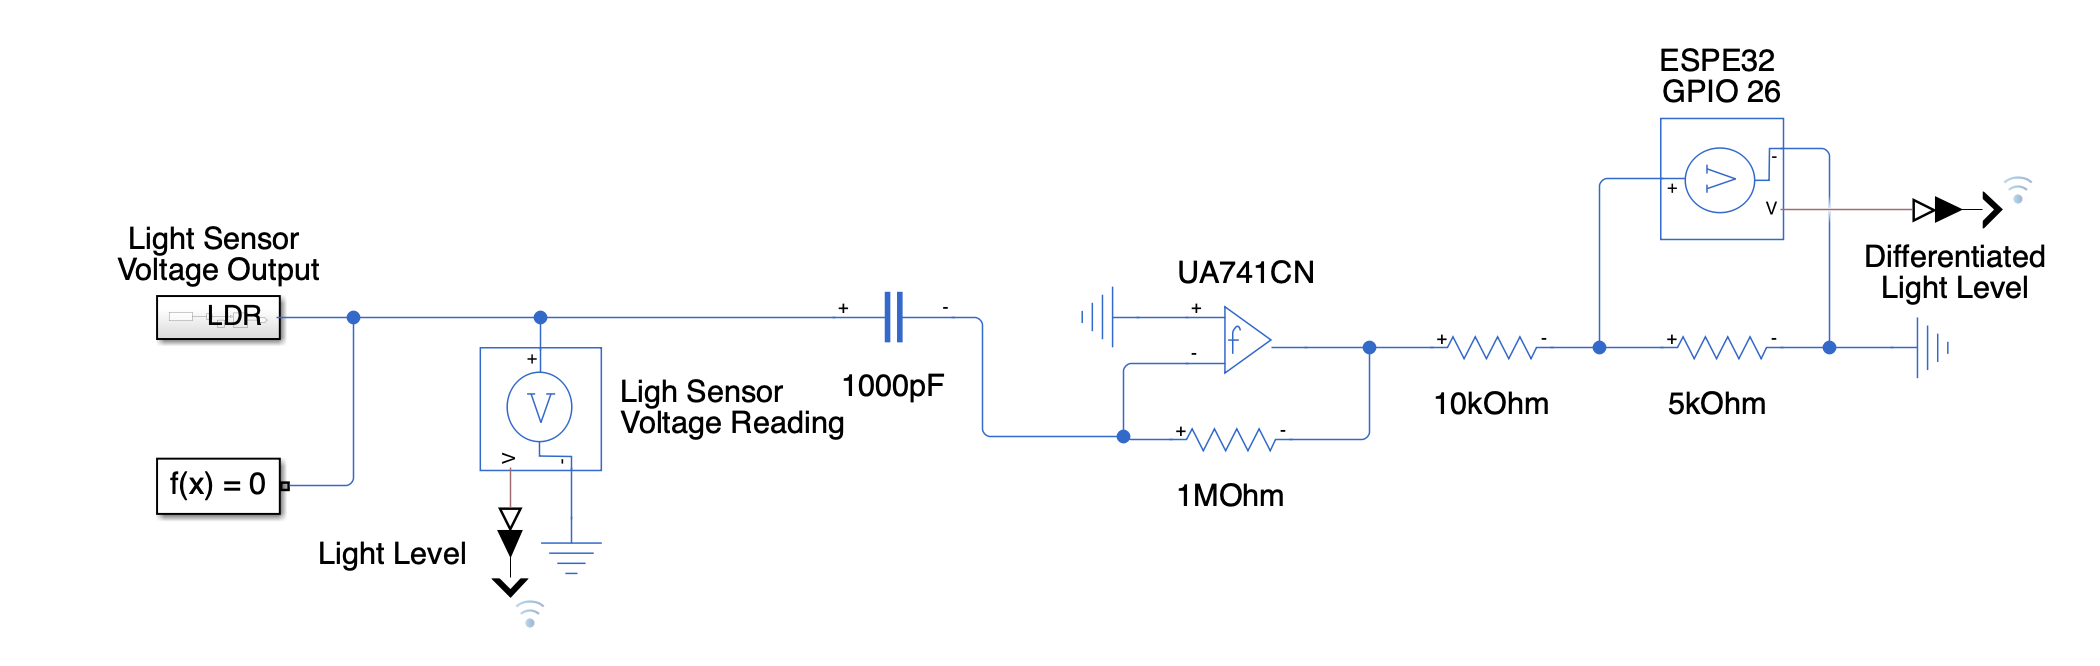 ESPE32
GPIO 26
+
-
V
V
Differentiated
Light Level
Light Sensor
Voltage Output
LDR
f(x) = 0
+
V
V
-
Ligh Sensor
Voltage Reading
Light Level
+
-
1000pF
UA741CN
+
-
f
+
-
1MOhm
+
-
10kOhm
+
-
5kOhm